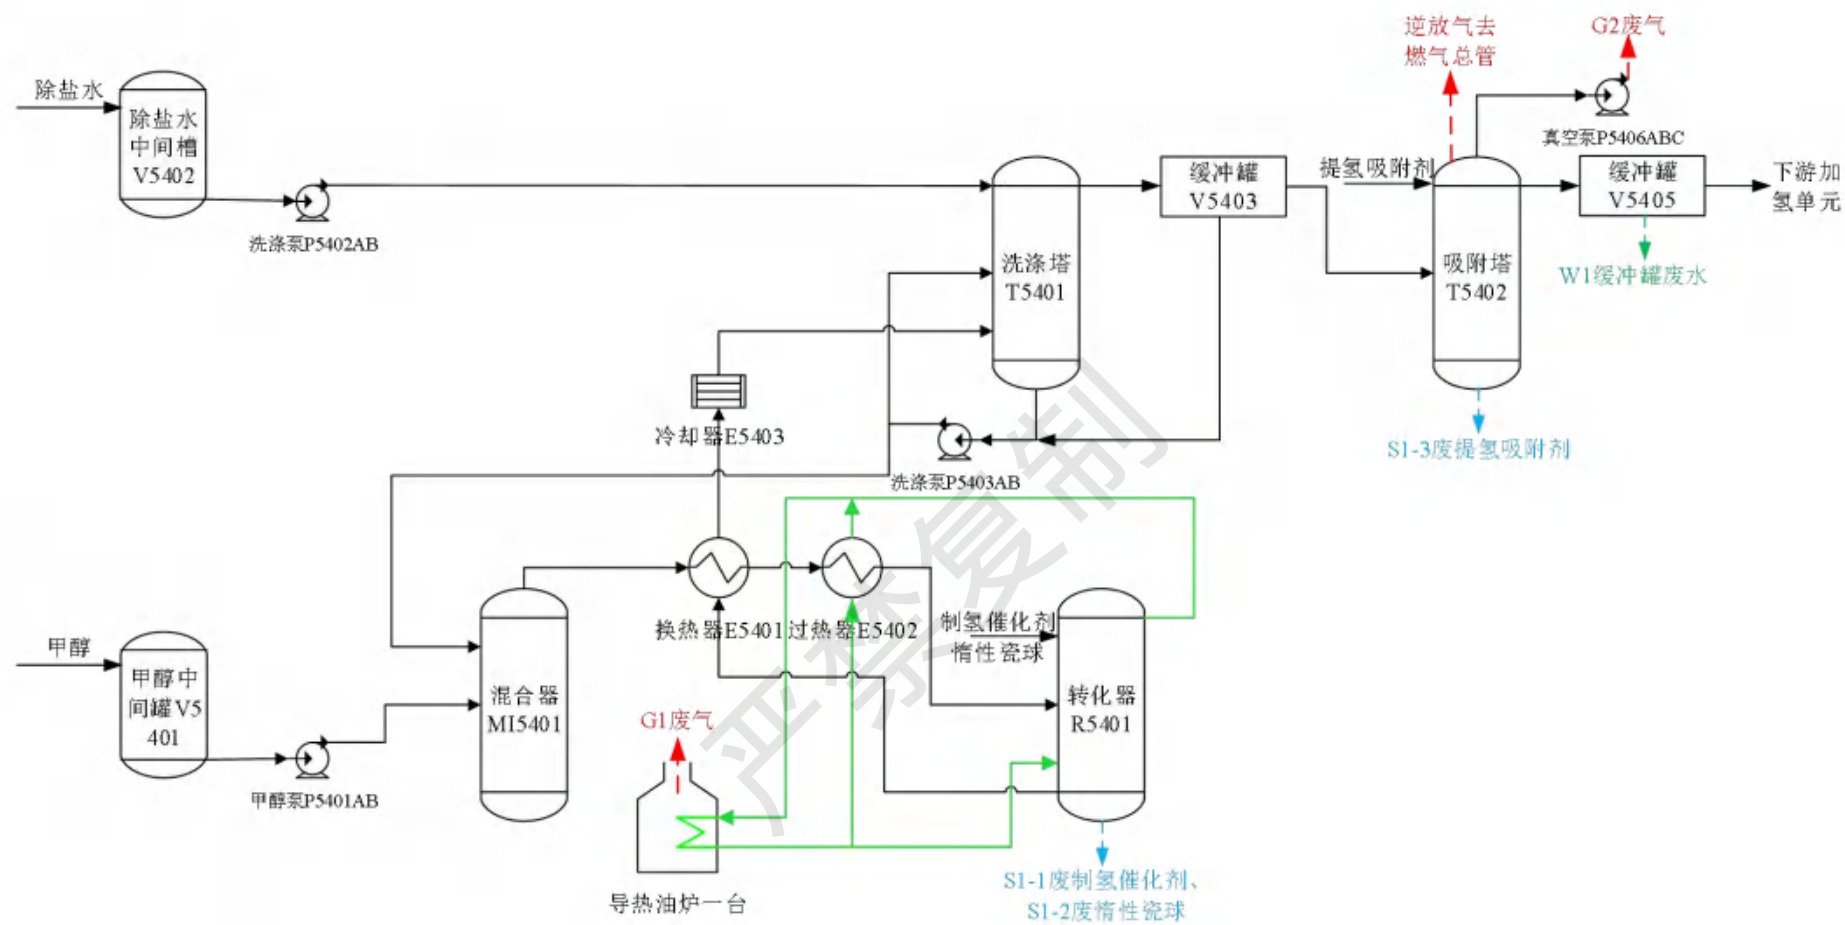 逆放气去
燃气总管
G2废气
除盐水
除盐水
中间槽
V5402
真空泵P5406ABC
提氢吸附剂
缓冲罐
V5403
缓冲罐
V5405
下游加
氢单元
洗涤泵P5402AB
洗涤塔
T5401
吸附塔
T5402
W1缓冲罐废水
冷却器E5403
S1-3废提氢吸附剂
洗涤泵P5403AB
换热器E5401
过热器E5402
制氢催化剂
惰性瓷球
甲醇
甲醇中
间罐V5
401
混合器
MI5401
转化器
R5401
G1废气
甲醇泵P5401AB
导热油炉一台
S1-1废制氢催化剂、
S1-2废惰性瓷球
严禁复制